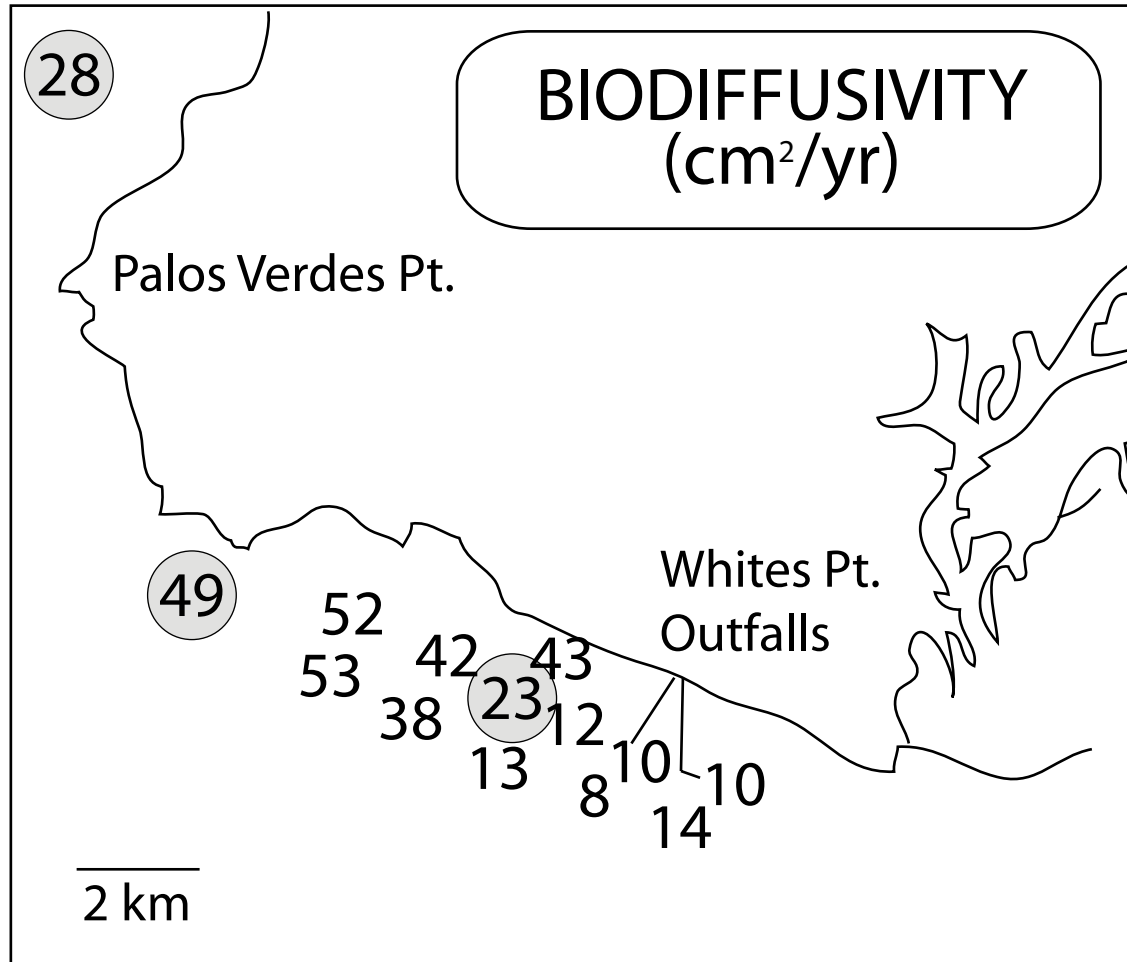 28
BIODIFFUSIVITY
(cm²/yr)
Palos Verdes Pt.
Whites Pt.
Outfalls
49
52
53
42
43
38
23
12
13
8
10
10
14
2 km